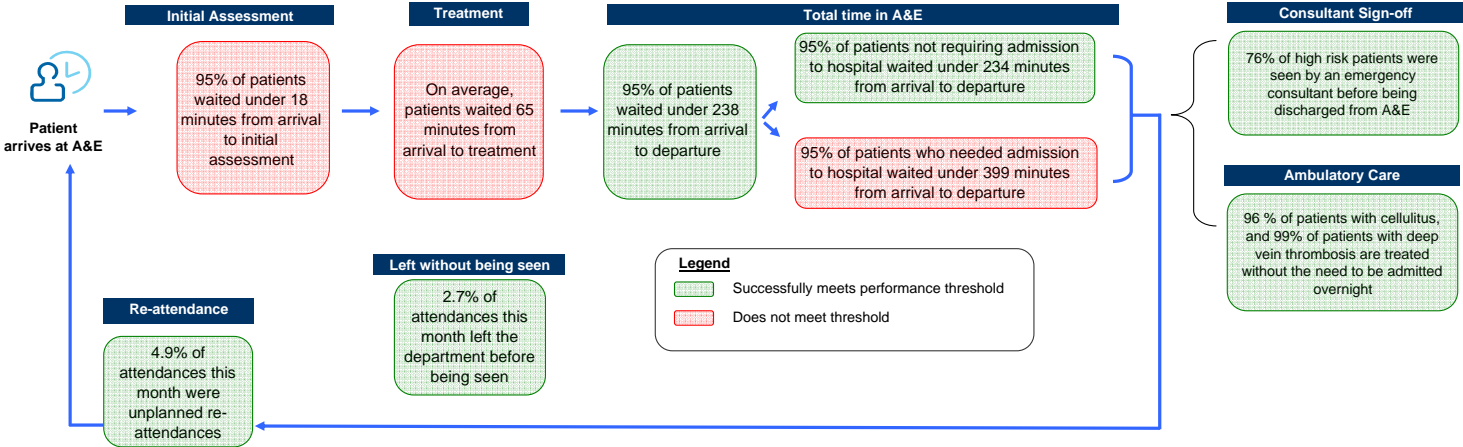 Initial Assessment
Treatment
Total time in A&E
Consultant Sign-off
Patient
arrives at A&E
95% of patients
waited under 18
minutes from arrival
to initial
assessment
On average,
patients waited 65
minutes from
arrival to treatment
95% of patients
waited under 238
minutes from arrival
to departure
95% of patients not requiring admission
to hospital waited under 234 minutes
from arrival to departure
95% of patients who needed admission
to hospital waited under 399 minutes
from arrival to departure
76% of high risk patients were
seen by an emergency
consultant before being
discharged from A&E
Ambulatory Care
96 % of patients with cellulitus,
and 99% of patients with deep
vein thrombosis are treated
without the need to be admitted
overnight
Left without being seen
2.7% of
attendances this
month left the
department before
being seen
Legend
Successfully meets performance threshold
Does not meet threshold
Re-attendance
4.9% of
attendances this
month were
unplanned re-
attendances